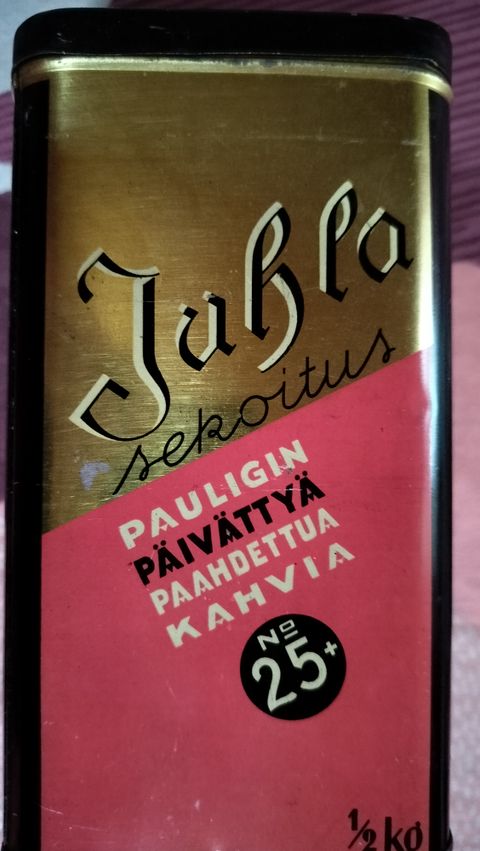 Juhla
sekoitus
PAULIGIN
PÄIVÄTTYÄ
PAAHDETTUA
KAHVIA
No
25+
1/2 kg